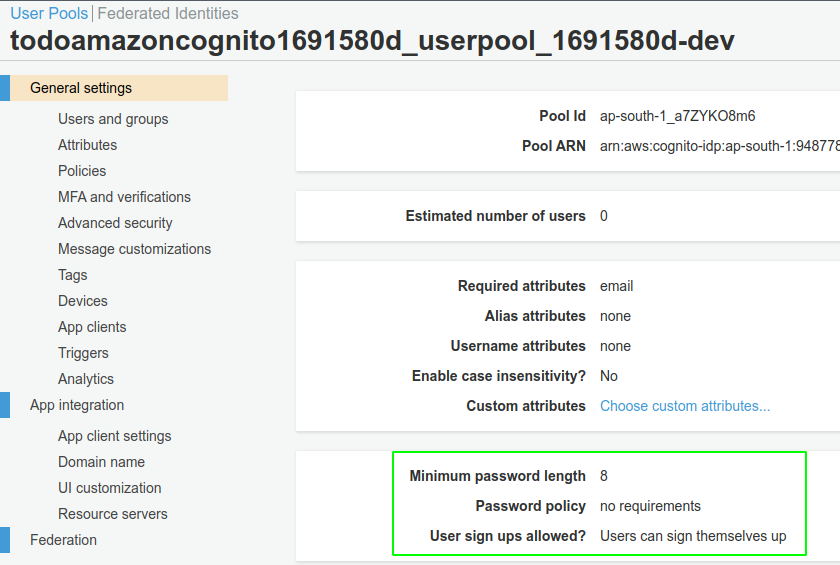 User Pools | Federated Identities
todoamazoncognito1691580d_userpool_1691580d-dev
General settings
Users and groups
Attributes
Policies
MFA and verifications
Advanced security
Message customizations
Tags
Devices
App clients
Triggers
Analytics
App integration
App client settings
Domain name
UI customization
Resource servers
Federation
Pool Id ap-south-1_a7ZYKO8m6
Pool ARN arn:aws:cognito-idp:ap-south-1:948778
Estimated number of users 0
Required attributes email
Alias attributes none
Username attributes none
Enable case insensitivity? No
Custom attributes Choose custom attributes...
Minimum password length 8
Password policy no requirements
User sign ups allowed? Users can sign themselves up